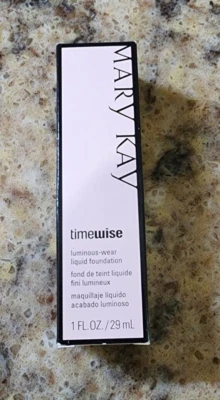 MARY KAY
timewise
luminous-wear
liquid foundation
fond de teint liquide
fini lumineux
maquillaje líquido
acabado luminoso
1 FL. OZ. / 29 mL